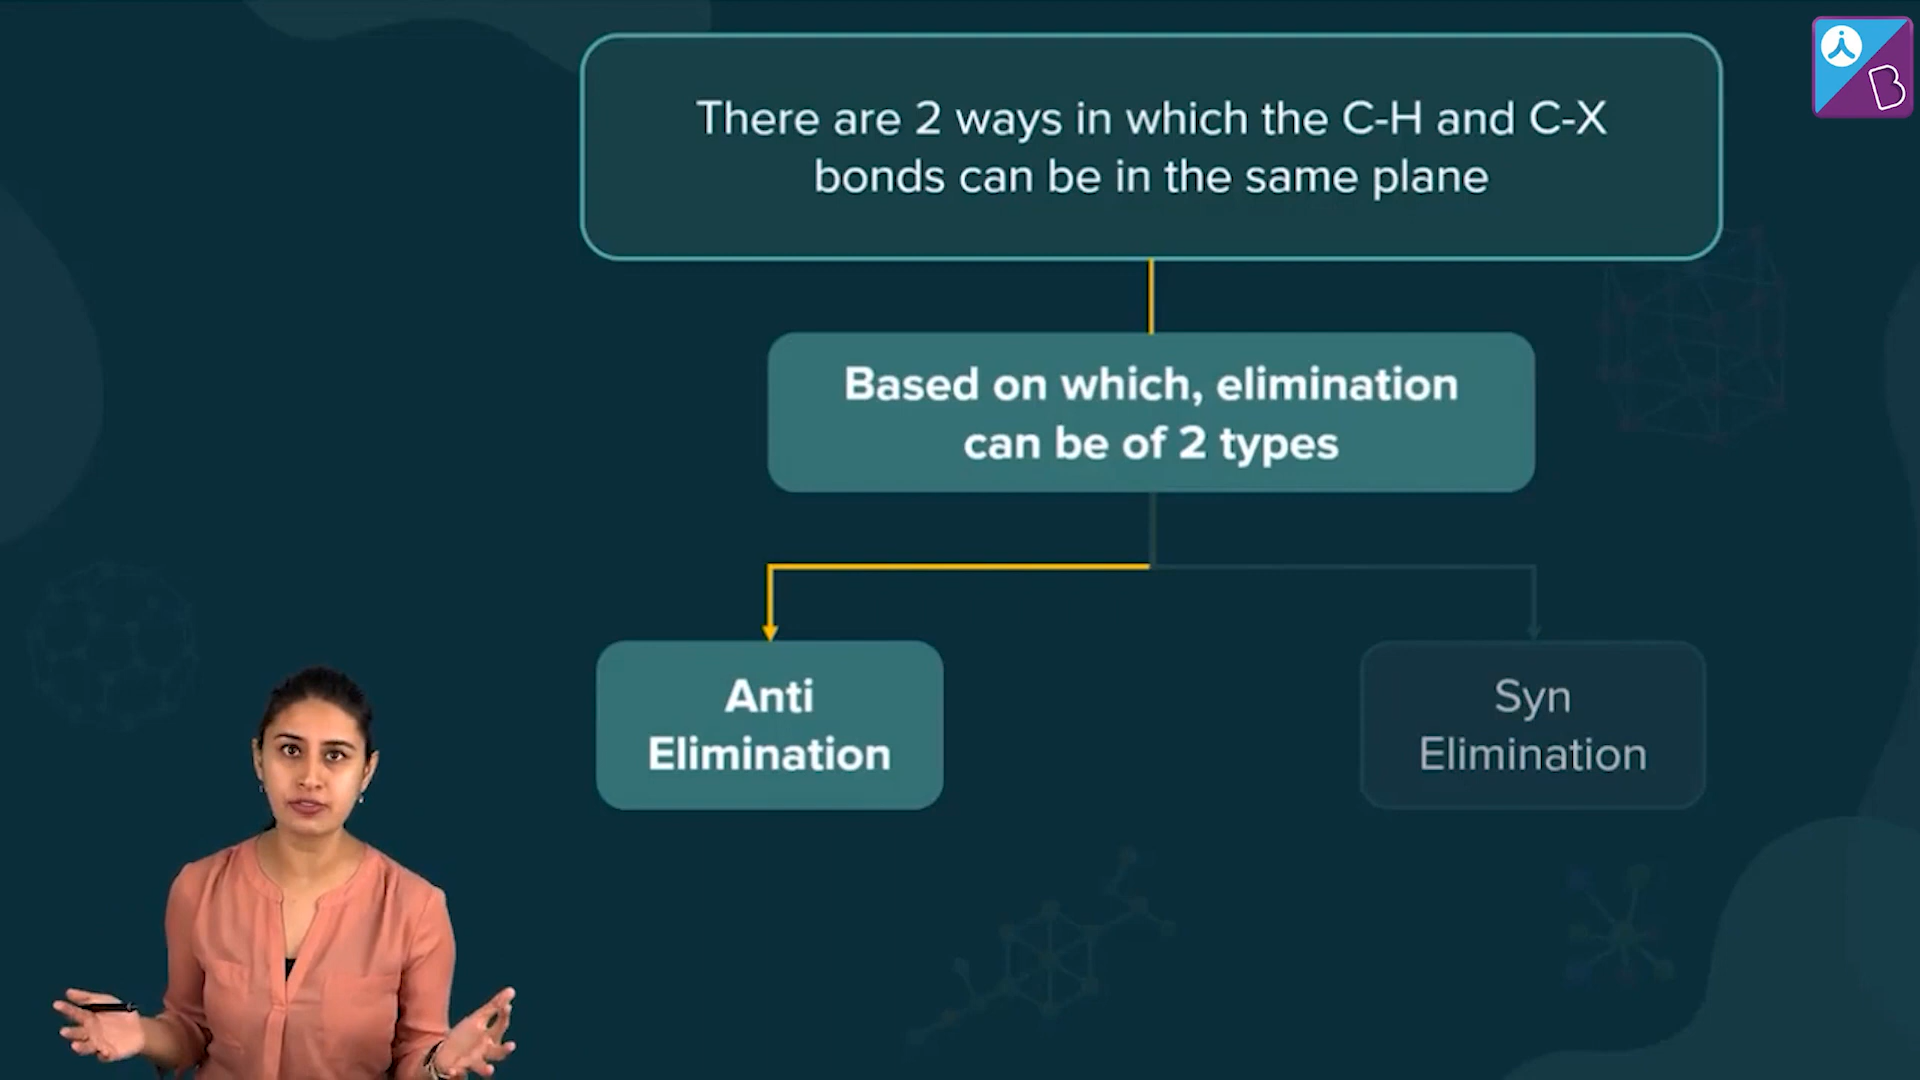 There are 2 ways in which the C-H and C-X
bonds can be in the same plane
B
Based on which, elimination
can be of 2 types
Anti
Elimination
Syn
Elimination